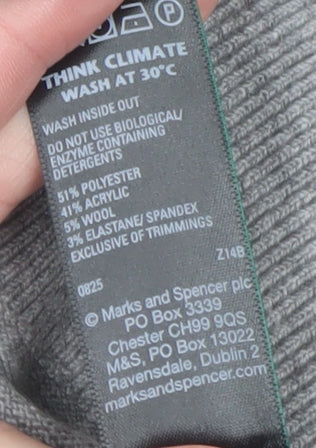 P
THINK CLIMATE
WASH AT 30°C
WASH INSIDE OUT
DO NOT USE BIOLOGICAL/
ENZYME CONTAINING
DETERGENTS
51% POLYESTER
41% ACRYLIC
5% WOOL
3% ELASTANE/ SPANDEX
EXCLUSIVE OF TRIMMINGS
Z14B
0825
© Marks and Spencer plc
PO Box 3339
Chester CH99 9QS
M&S, PO Box 13022
Ravensdale, Dublin 2
marksandspencer.com